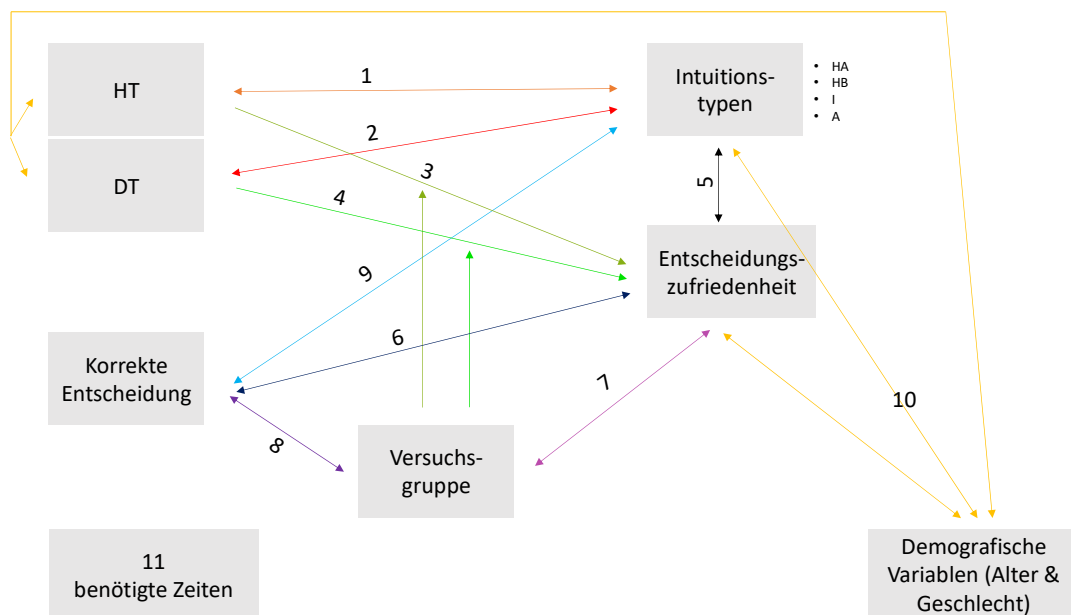 HT
1
Intuitions-
typen
• HA
• HB
• I
• A
2
DT
3
4
5
Entscheidungs-
zufriedenheit
9
6
Korrekte
Entscheidung
7
10
8
Versuchs-
gruppe
11
benötigte Zeiten
Demografische
Variablen (Alter &
Geschlecht)